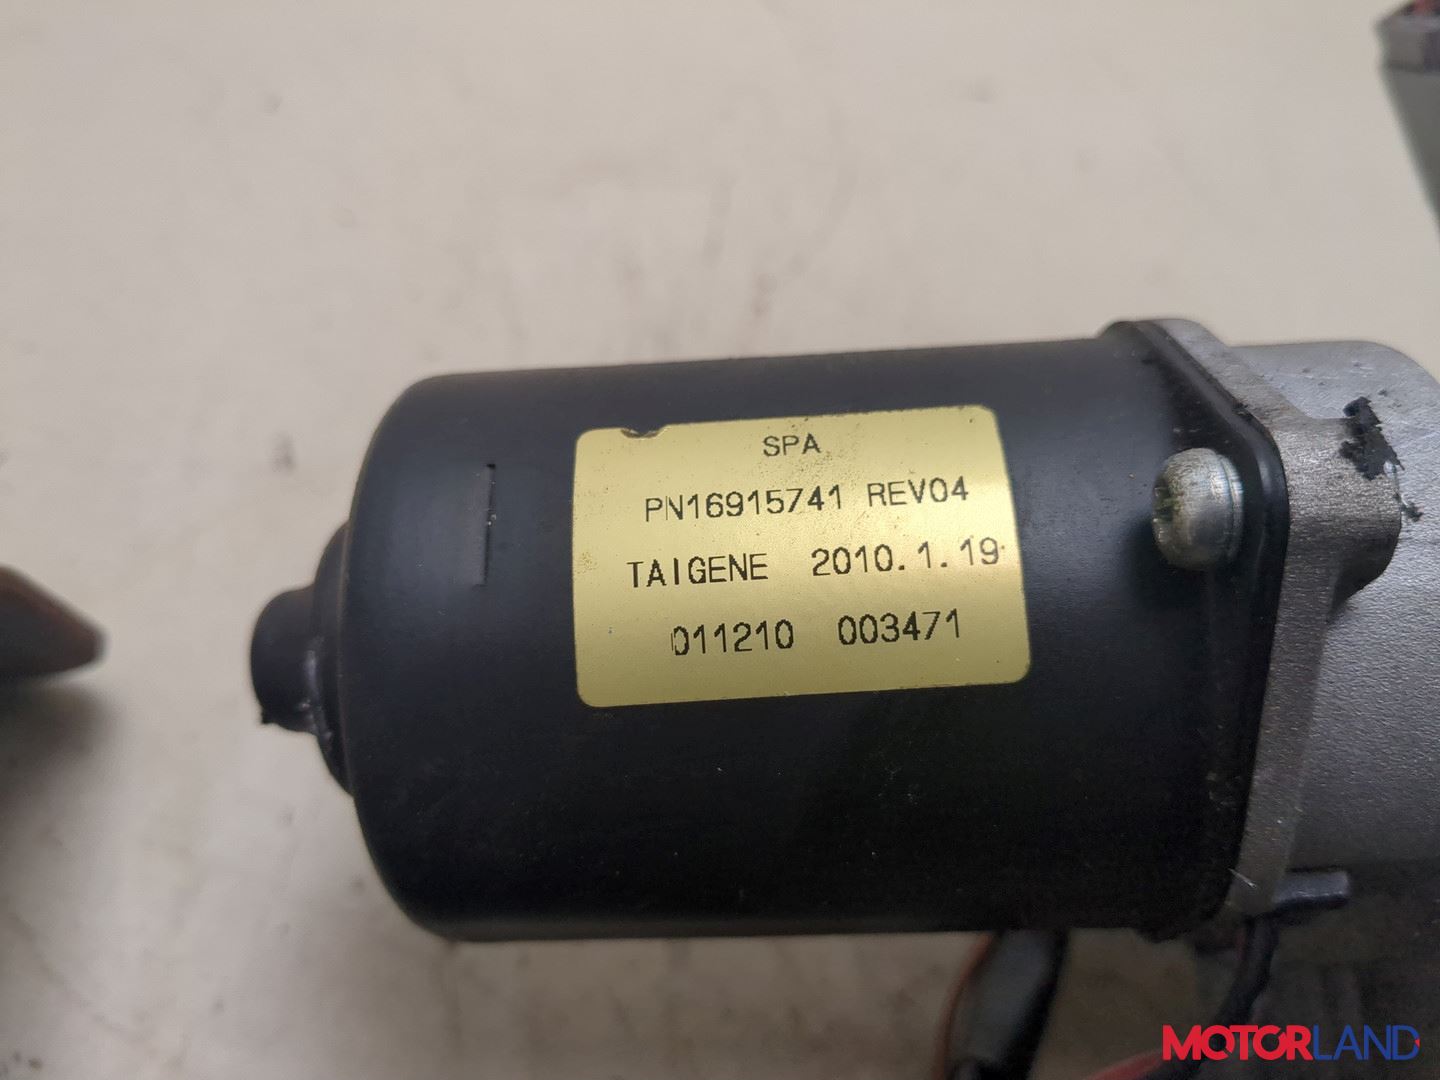 SPA
PN16915741 REV04
TAIGENE 2010.1.19
011210 003471
MOTORLAND